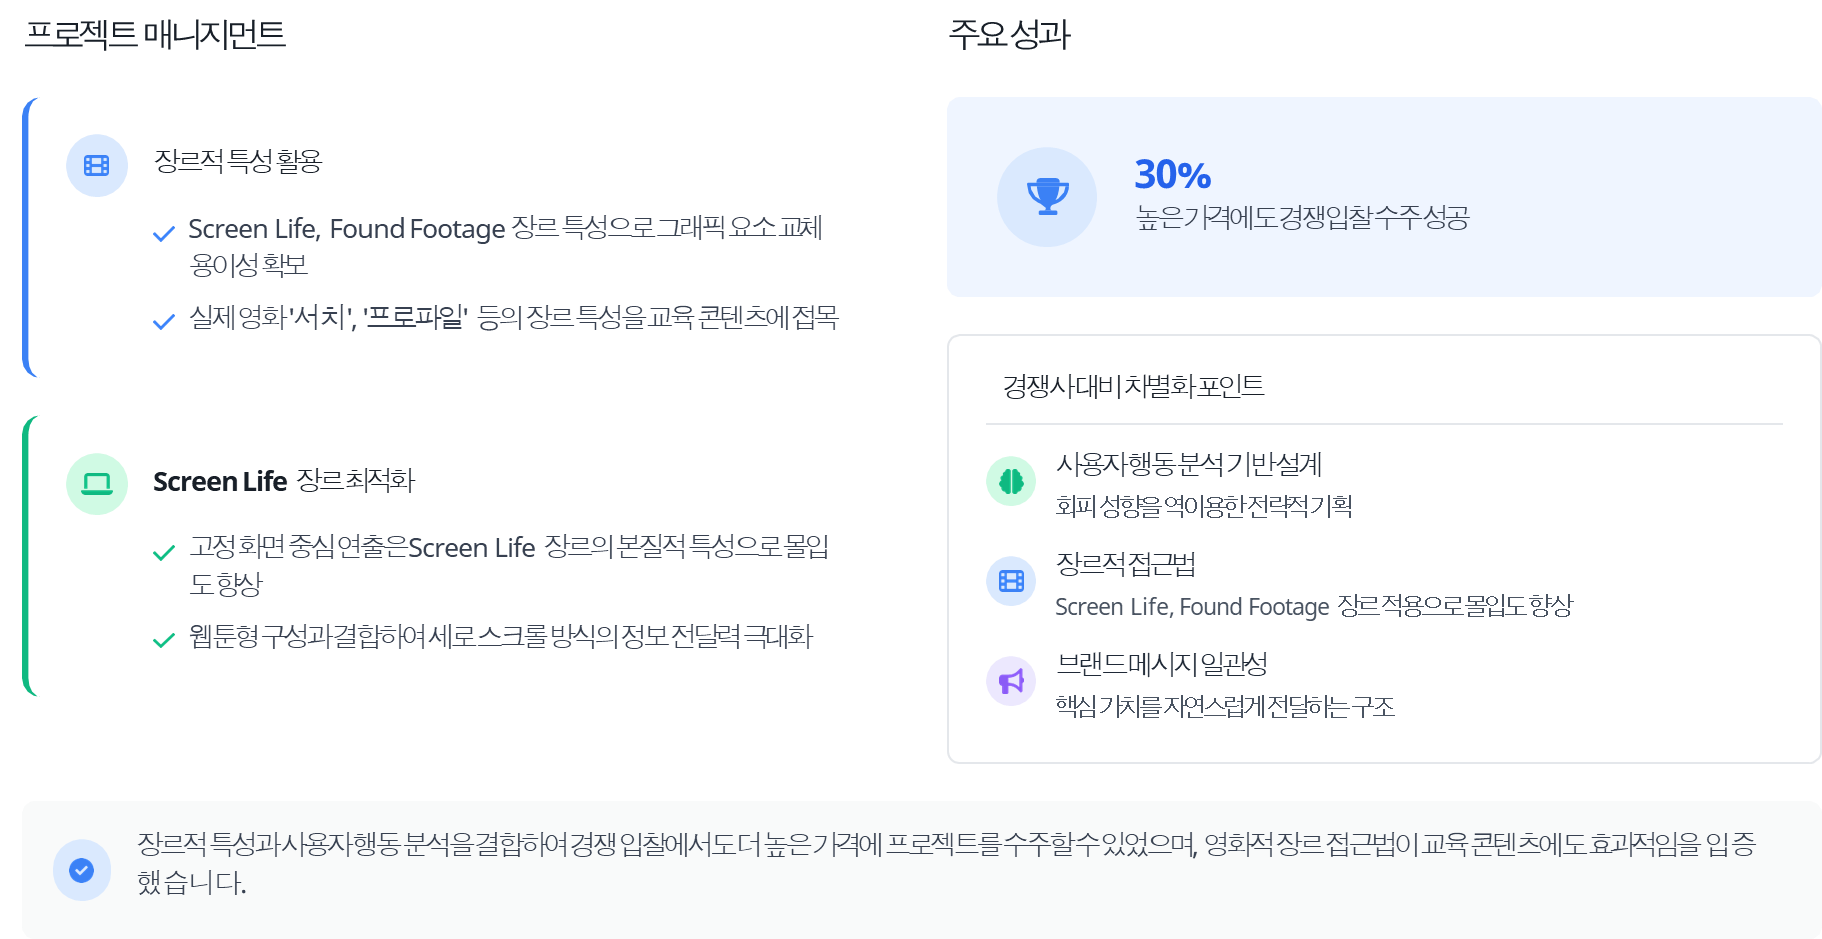 프로젝트 매니지먼트
장르적 특성 활용
Screen Life, Found Footage 장르 특성으로 그래픽 요소 교체
용이성 확보
실제 영화 '서치', '프로파일' 등의 장르 특성을 교육 콘텐츠에 접목
Screen Life 장르 최적화
고정 화면 중심 연출은 Screen Life 장르의 본질적 특성으로 몰입
도 향상
웹툰형 구성과 결합하여 세로 스크롤 방식의 정보 전달력 극대화
주요 성과
30%
높은 가격에도 경쟁입찰 수주 성공
경쟁사 대비 차별화 포인트
사용자 행동 분석 기반 설계
회피 성향을 역이용한 전략적 기획
장르적 접근법
Screen Life, Found Footage 장르 적용으로 몰입도 향상
브랜드 메시지 일관성
핵심 가치를 자연스럽게 전달하는 구조
장르적 특성과 사용자 행동 분석을 결합하여 경쟁 입찰에서도 더 높은 가격에 프로젝트를 수주할 수 있었으며, 영화적 장르 접근법이 교육 콘텐츠에도 효과적임을 입증
했습니다.